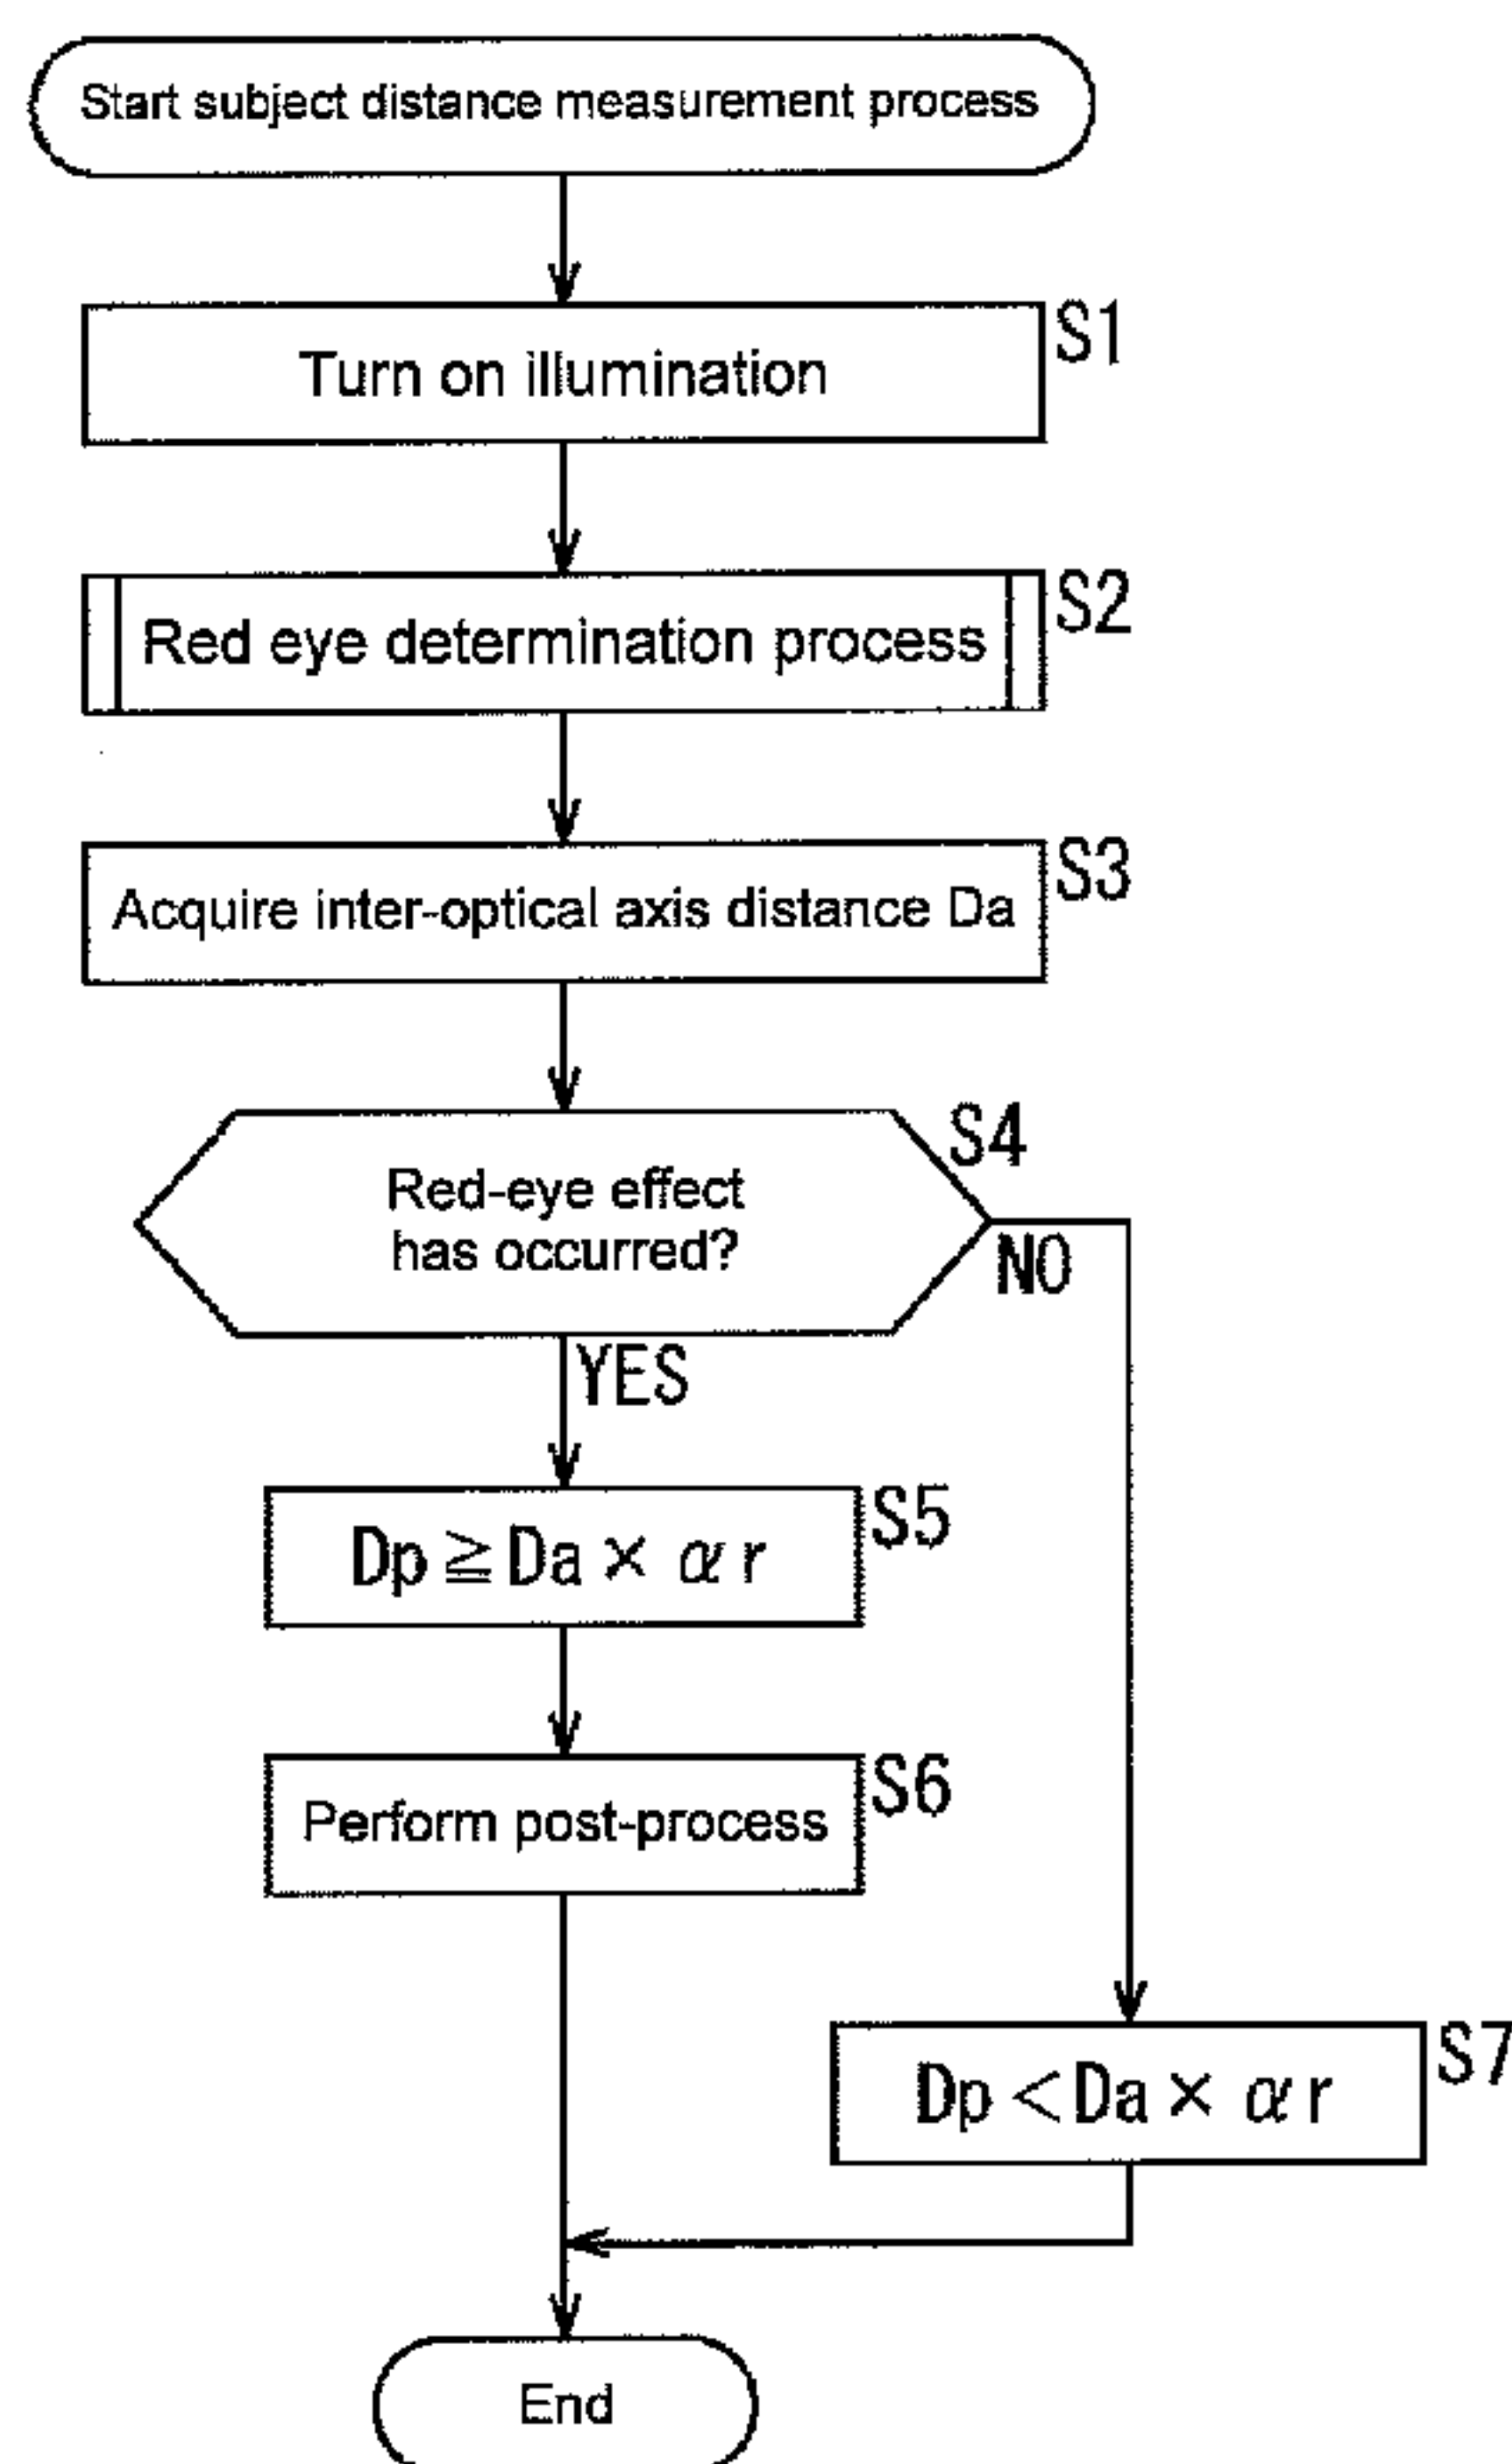 Start subject distance measurement process
Turn on illumination
S1
Red eye determination process
S2
Acquire inter-optical axis distance Da
S3
Red-eye effect
has occurred?
S4
NO
YES
Dp ≧ Da × αr
S5
Perform post-process
S6
Dp < Da × αr
S7
End